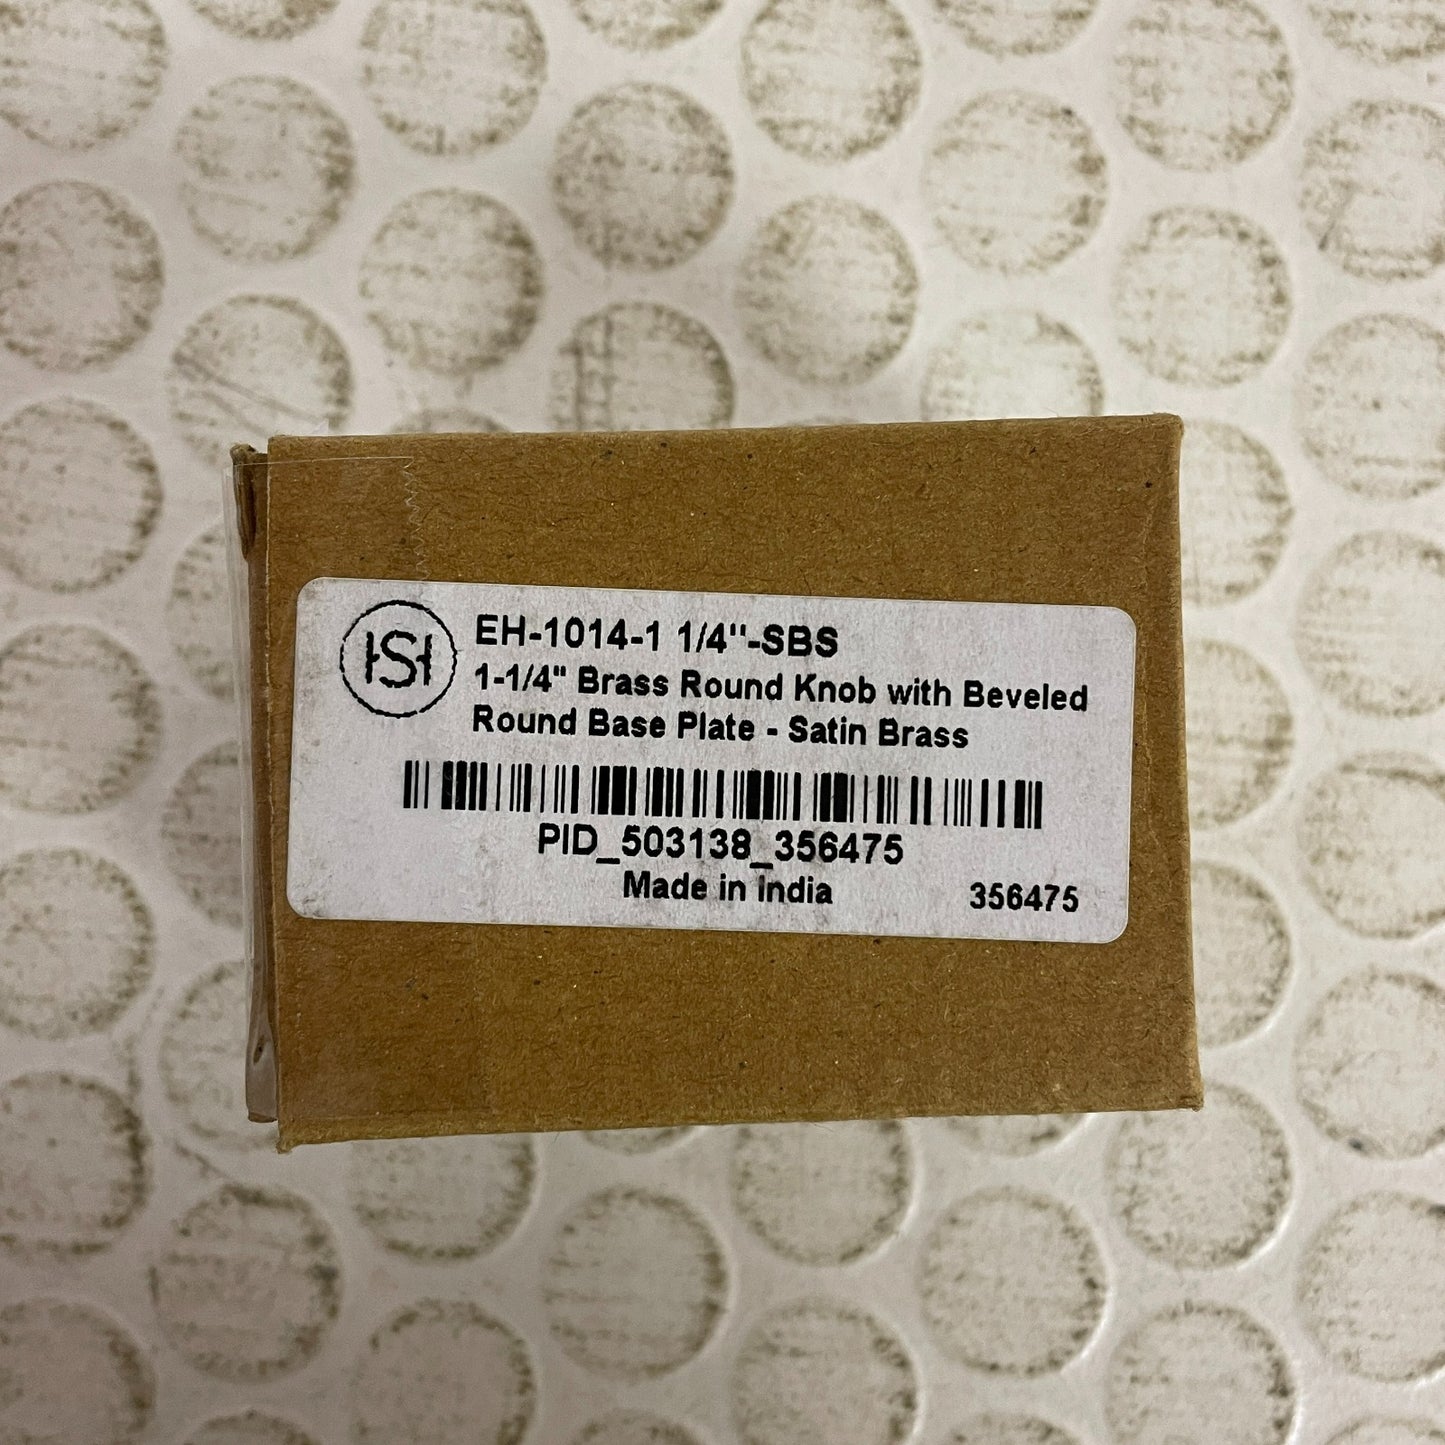 HSH
EH-1014-1 1/4''-SBS
1-1/4" Brass Round Knob with Beveled
Round Base Plate - Satin Brass
PID_503138_356475
Made in India 356475